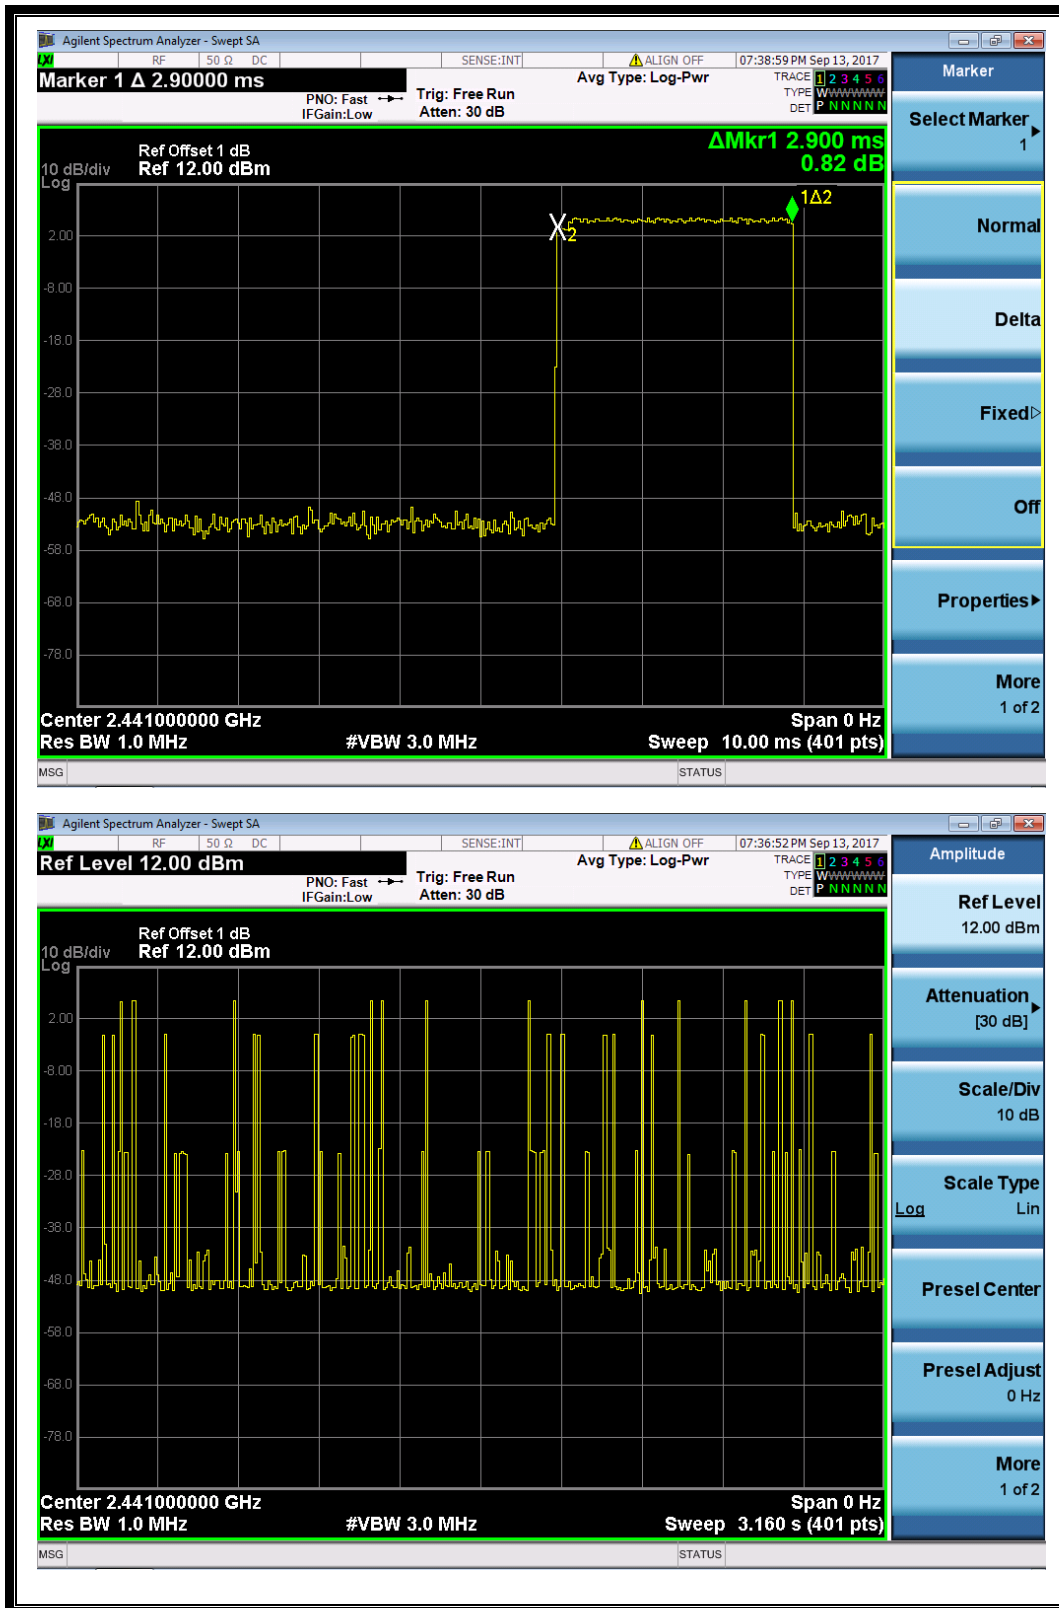 Agilent Spectrum Analyzer - Swept SA
LXI RF 50 Ω DC SENSE:INT ALIGN OFF 07:38:59 PM Sep 13, 2017
Marker 1 Δ 2.90000 ms
PNO: Fast
IFGain:Low
Trig: Free Run
Atten: 30 dB
Avg Type: Log-Pwr
TRACE 1 2 3 4 5 6
TYPE WWWWWW
DET P N N N N N
ΔMkr1 2.900 ms
0.82 dB
Ref Offset 1 dB
10 dB/div Ref 12.00 dBm
Log
1Δ2
X2
2.00
-8.00
-18.0
-28.0
-38.0
-48.0
-58.0
-68.0
-78.0
Center 2.441000000 GHz Span 0 Hz
Res BW 1.0 MHz #VBW 3.0 MHz Sweep 10.00 ms (401 pts)
MSG STATUS
Marker
Select Marker
1
Normal
Delta
Fixed
Off
Properties
More
1 of 2
Agilent Spectrum Analyzer - Swept SA
LXI RF 50 Ω DC SENSE:INT ALIGN OFF 07:36:52 PM Sep 13, 2017
Ref Level 12.00 dBm
PNO: Fast
IFGain:Low
Trig: Free Run
Atten: 30 dB
Avg Type: Log-Pwr
TRACE 1 2 3 4 5 6
TYPE WWWWWW
DET P N N N N N
Ref Offset 1 dB
10 dB/div Ref 12.00 dBm
Log
2.00
-8.00
-18.0
-28.0
-38.0
-48.0
-58.0
-68.0
-78.0
Center 2.441000000 GHz Span 0 Hz
Res BW 1.0 MHz #VBW 3.0 MHz Sweep 3.160 s (401 pts)
MSG STATUS
Amplitude
Ref Level
12.00 dBm
Attenuation
[30 dB]
Scale/Div
10 dB
Scale Type
Log Lin
Presel Center
Presel Adjust
0 Hz
More
1 of 2